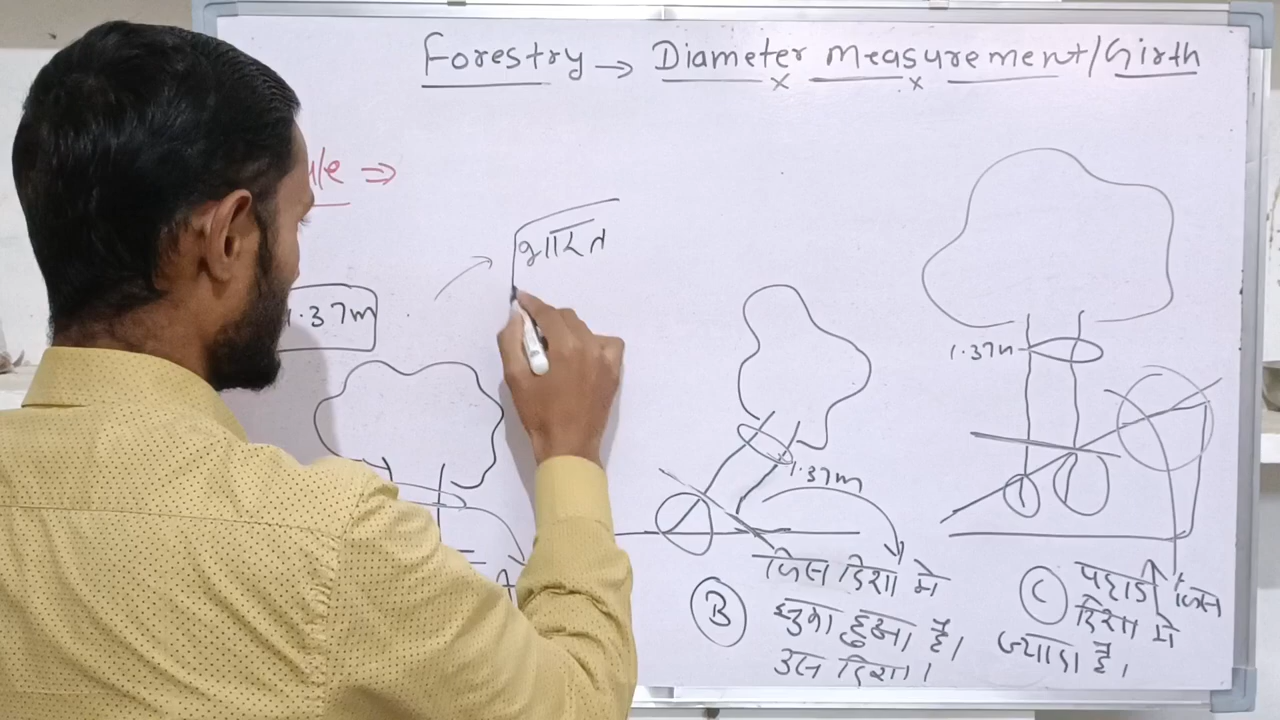 Forestry → Diameter Measurement/Girth
ule ⇒
भारत
1.37m
1.37m
1.37m
A
B
जिस दिशा मे
झुका हुआ है।
उस दिशा।
C
पहाडी जिस
दिशा मे
ज्यादा है।